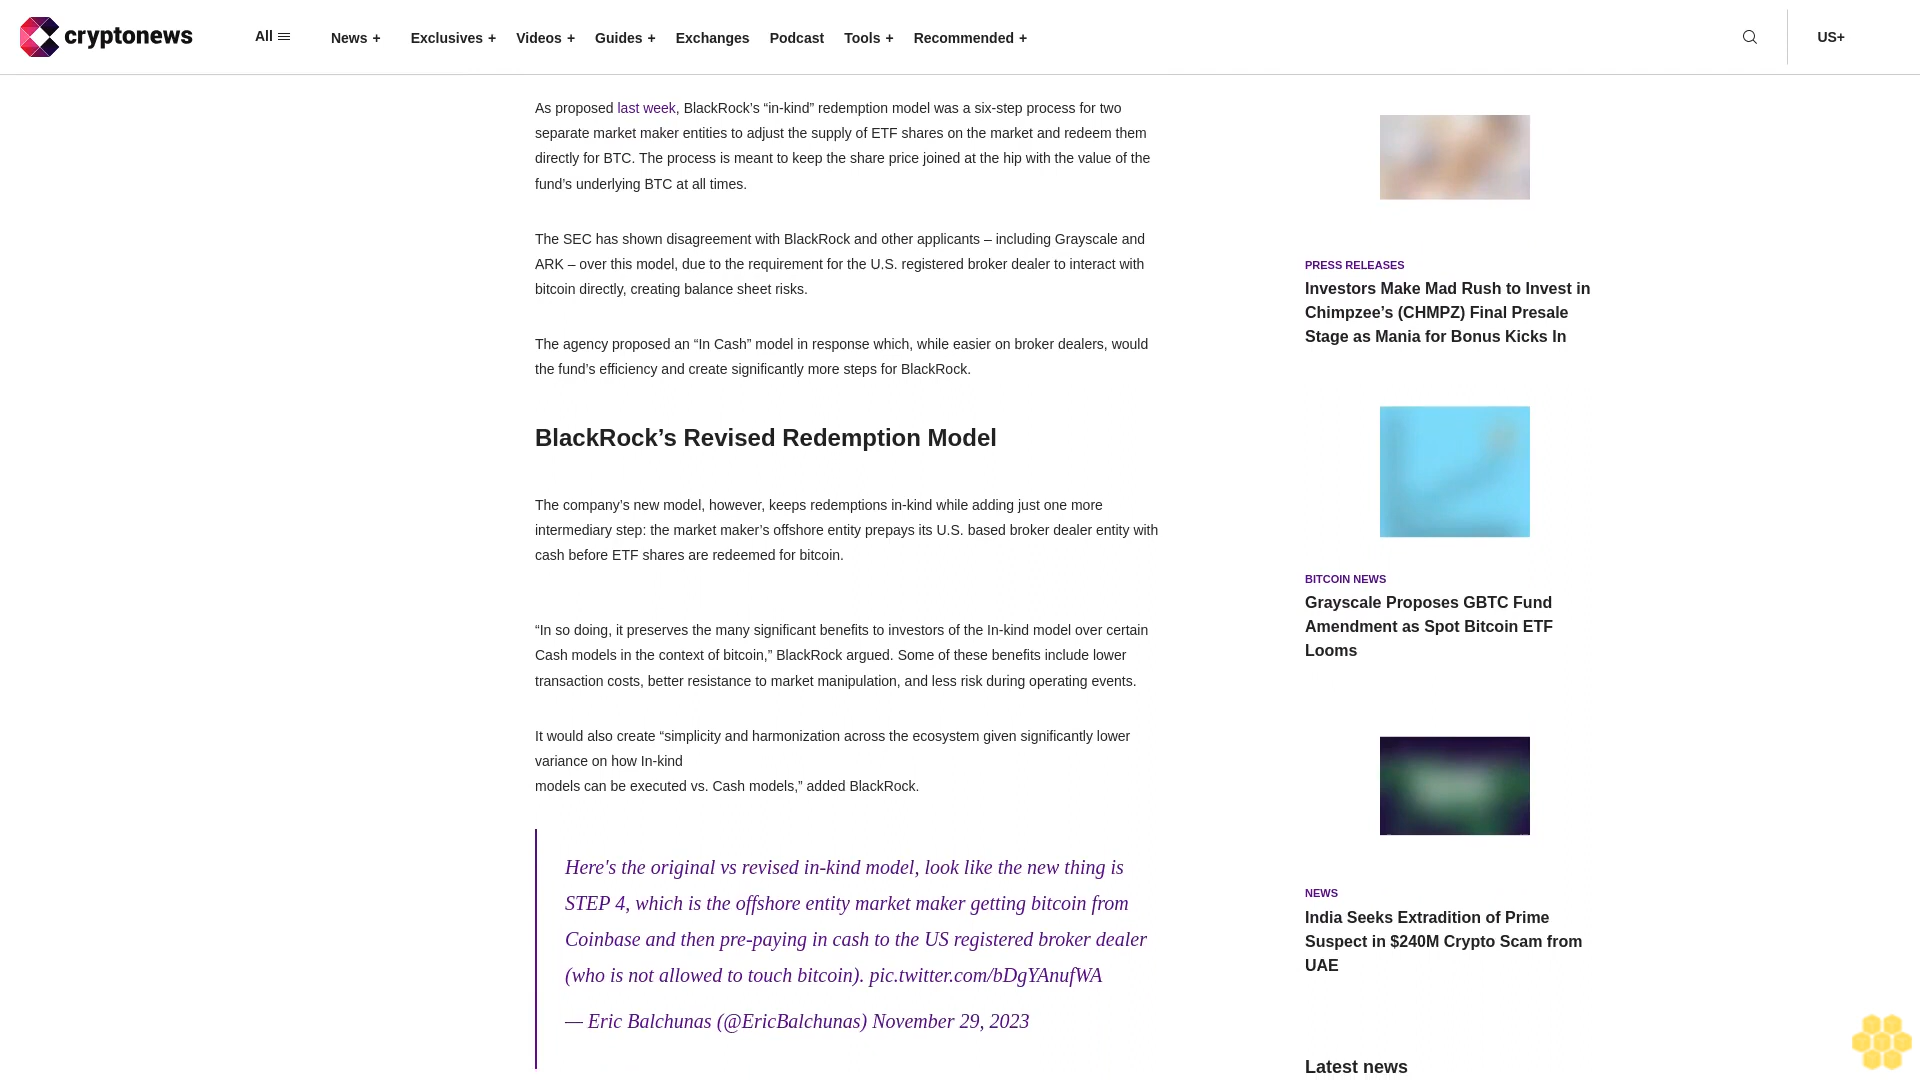 cryptonews
All
News +
Exclusives +
Videos +
Guides +
Exchanges
Podcast
Tools +
Recommended +
US+
As proposed last week, BlackRock’s “in-kind” redemption model was a six-step process for two
separate market maker entities to adjust the supply of ETF shares on the market and redeem them
directly for BTC. The process is meant to keep the share price joined at the hip with the value of the
fund’s underlying BTC at all times.
The SEC has shown disagreement with BlackRock and other applicants – including Grayscale and
ARK – over this model, due to the requirement for the U.S. registered broker dealer to interact with
bitcoin directly, creating balance sheet risks.
The agency proposed an “In Cash” model in response which, while easier on broker dealers, would
the fund’s efficiency and create significantly more steps for BlackRock.
BlackRock’s Revised Redemption Model
The company’s new model, however, keeps redemptions in-kind while adding just one more
intermediary step: the market maker’s offshore entity prepays its U.S. based broker dealer entity with
cash before ETF shares are redeemed for bitcoin.
“In so doing, it preserves the many significant benefits to investors of the In-kind model over certain
Cash models in the context of bitcoin,” BlackRock argued. Some of these benefits include lower
transaction costs, better resistance to market manipulation, and less risk during operating events.
It would also create “simplicity and harmonization across the ecosystem given significantly lower
variance on how In-kind
models can be executed vs. Cash models,” added BlackRock.
Here's the original vs revised in-kind model, look like the new thing is
STEP 4, which is the offshore entity market maker getting bitcoin from
Coinbase and then pre-paying in cash to the US registered broker dealer
(who is not allowed to touch bitcoin). pic.twitter.com/bDgYAnufWA
— Eric Balchunas (@EricBalchunas) November 29, 2023
PRESS RELEASES
Investors Make Mad Rush to Invest in
Chimpzee’s (CHMPZ) Final Presale
Stage as Mania for Bonus Kicks In
BITCOIN NEWS
Grayscale Proposes GBTC Fund
Amendment as Spot Bitcoin ETF
Looms
NEWS
India Seeks Extradition of Prime
Suspect in $240M Crypto Scam from
UAE
Latest news